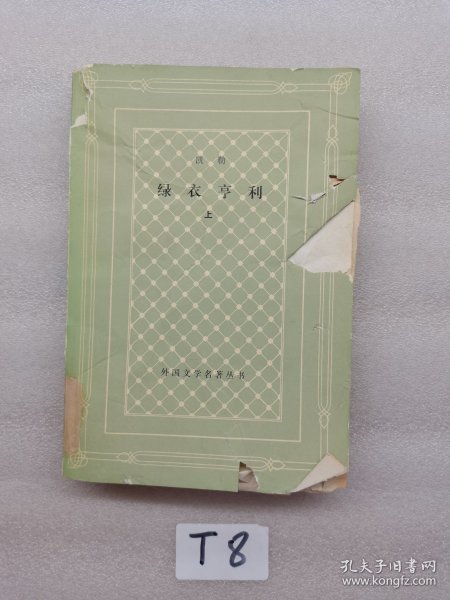 凯勒
绿衣亨利
上
外国文学名著丛书
T8
孔夫子旧书网
www.kongfz.com